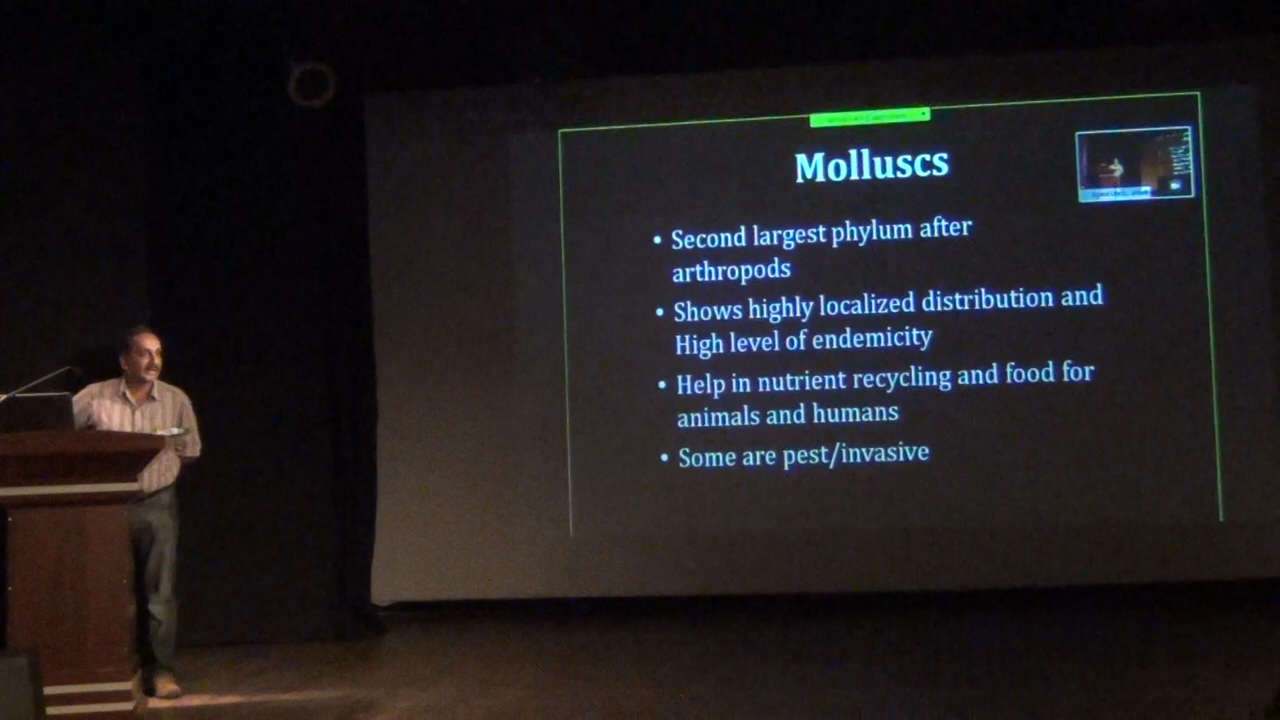 Molluscs
• Second largest phylum after
arthropods
• Shows highly localized distribution and
High level of endemicity
• Help in nutrient recycling and food for
animals and humans
• Some are pest/invasive